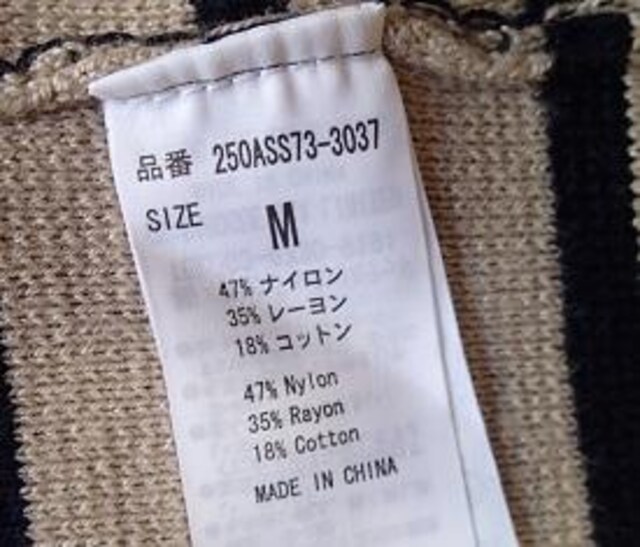 品番 250ASS73-3037
SIZE M
47% ナイロン
35% レーヨン
18% コットン
47% Nylon
35% Rayon
18% Cotton
MADE IN CHINA